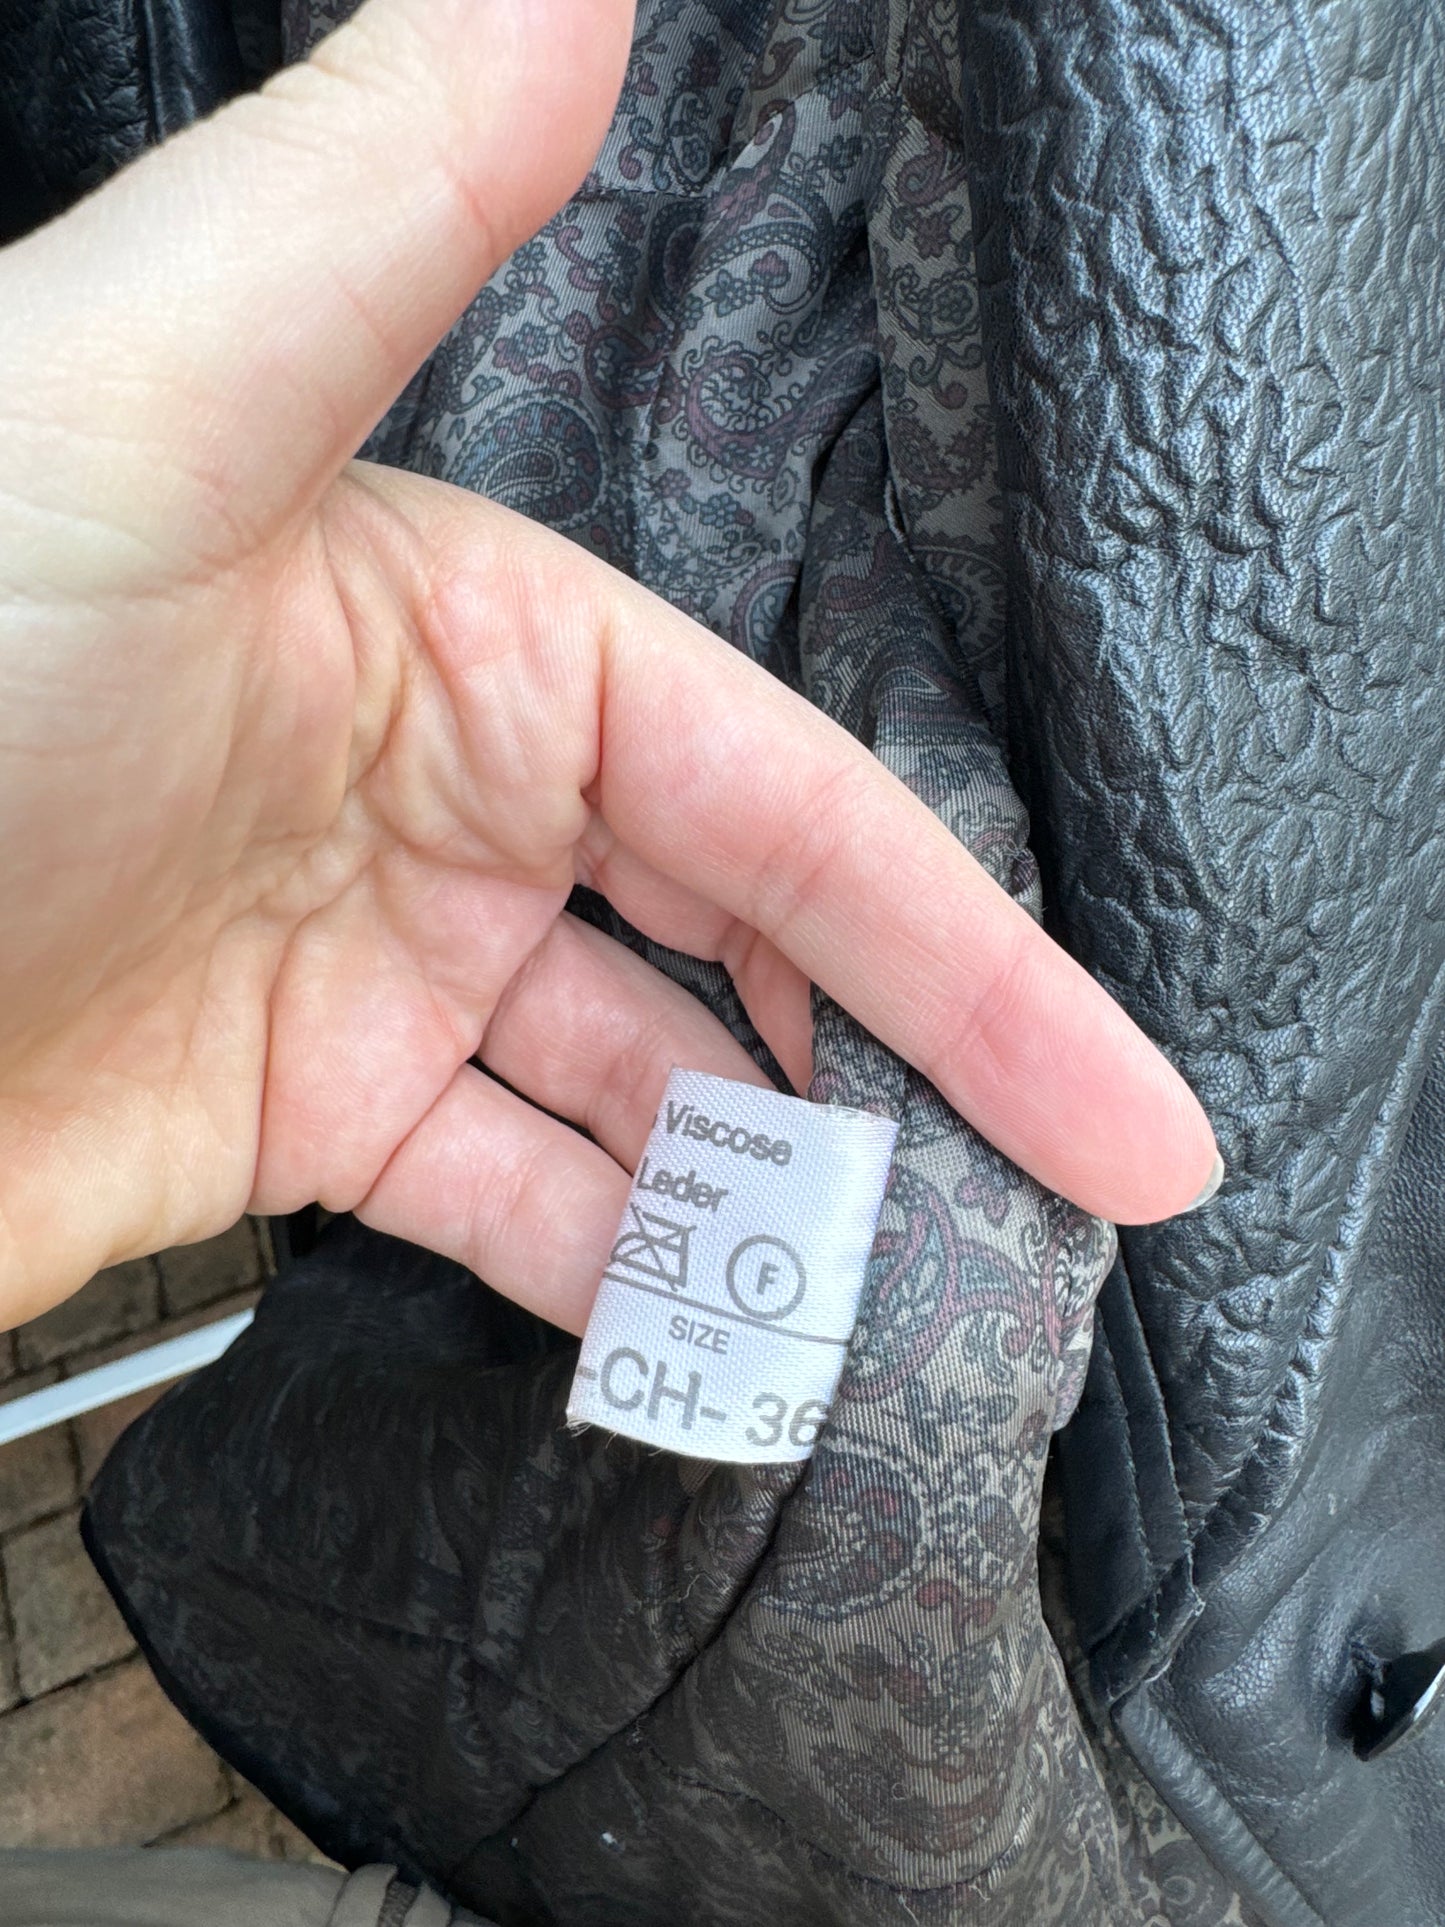 Viscose
Leder
F
SIZE
-CH- 36